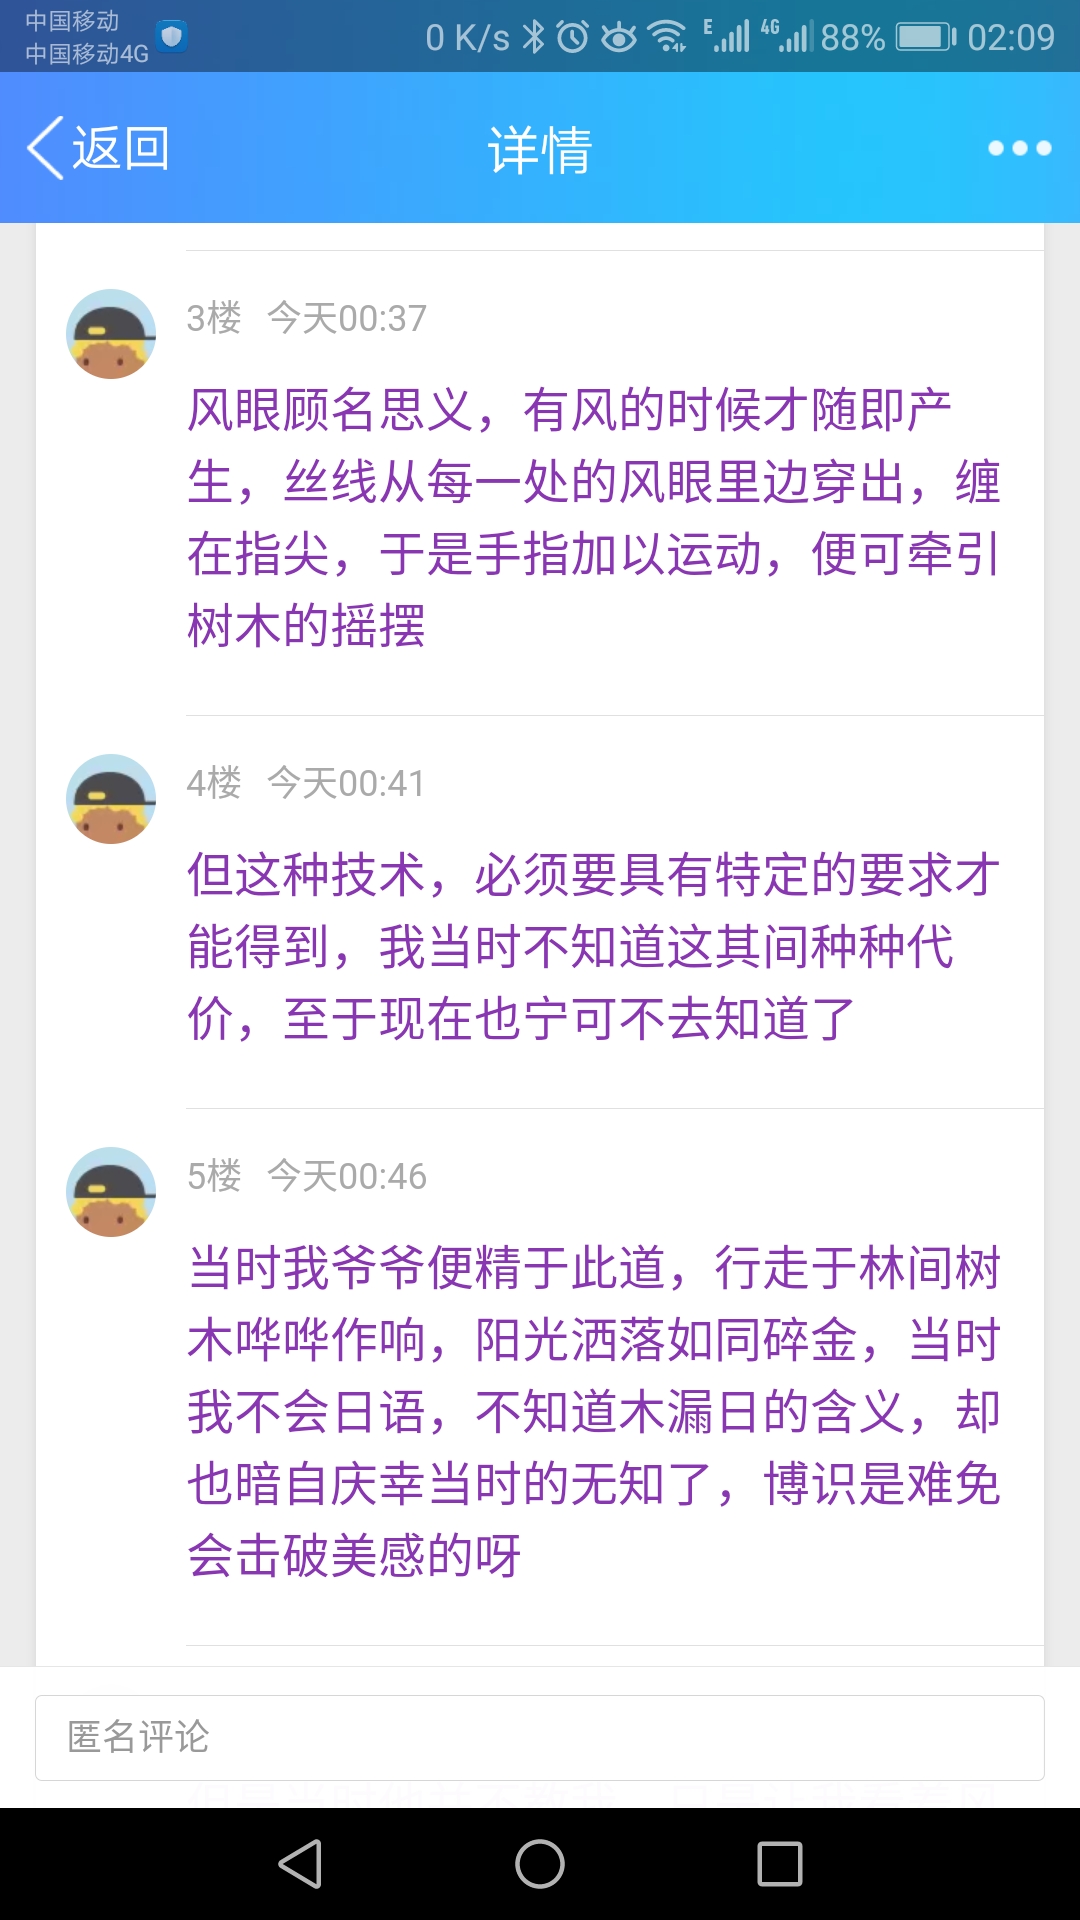 中国移动
中国移动4G
0 K/s
E
4G
88%
02:09
返回
详情
3楼 今天00:37
风眼顾名思义，有风的时候才随即产
生，丝线从每一处的风眼里边穿出，缠
在指尖，于是手指加以运动，便可牵引
树木的摇摆
4楼 今天00:41
但这种技术，必须要具有特定的要求才
能得到，我当时不知道这其间种种代
价，至于现在也宁可不去知道了
5楼 今天00:46
当时我爷爷便精于此道，行走于林间树
木哗哗作响，阳光洒落如同碎金，当时
我不会日语，不知道木漏日的含义，却
也暗自庆幸当时的无知了，博识是难免
会击破美感的呀
匿名评论